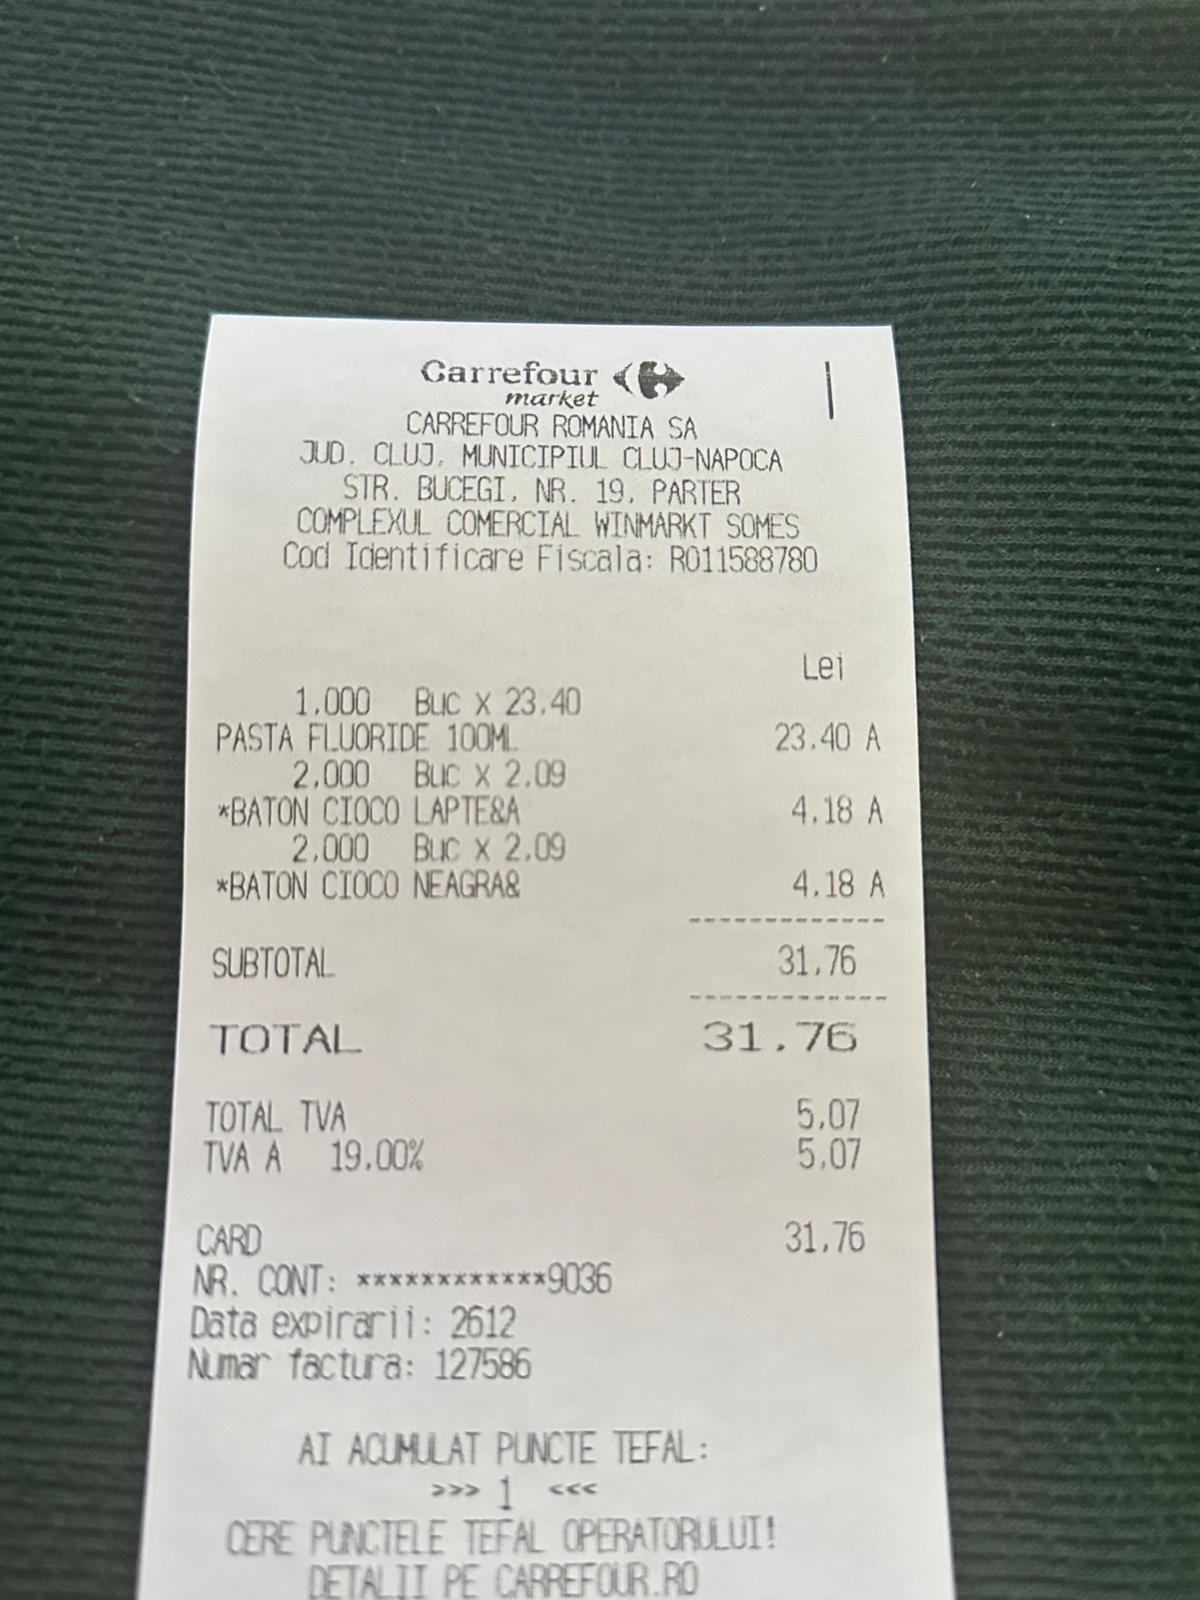 Carrefour
market
CARREFOUR ROMANIA SA
JUD. CLUJ, MUNICIPIUL CLUJ-NAPOCA
STR. BUCEGI, NR. 19, PARTER
COMPLEXUL COMERCIAL WINMARKT SOMES
Cod Identificare Fiscala: RO11588780
Lei
1,000 Buc X 23.40
PASTA FLUORIDE 100ML 23.40 A
2,000 Buc X 2.09
*BATON CIOCO LAPTE&A 4.18 A
2,000 Buc X 2.09
*BATON CIOCO NEAGRA& 4.18 A
SUBTOTAL 31,76
TOTAL 31.76
TOTAL TVA 5,07
TVA A 19.00% 5,07
CARD 31,76
NR. CONT: ************9036
Data expirarii: 2612
Numar factura: 127586
AI ACUMULAT PUNCTE TEFAL:
>>> 1 <<<
CERE PUNCTELE TEFAL OPERATORULUI!
DETALII PE CARREFOUR.RO